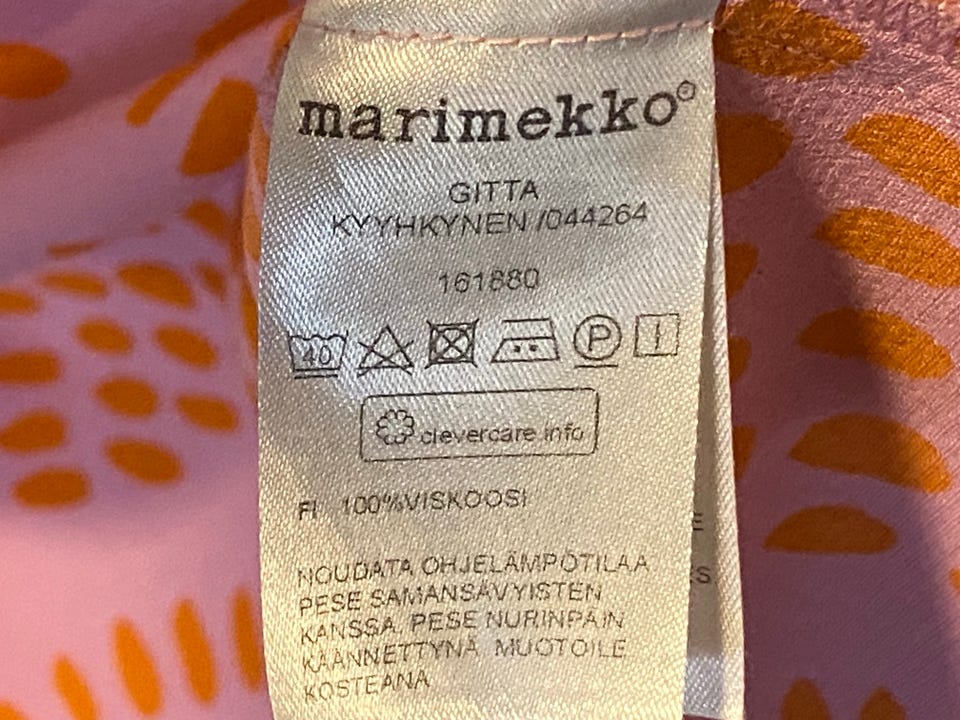 marimekko®
GITTA
KYYHKYNEN /044264
161880
40 P
clevercare.info
FI 100%VISKOOSI
NOUDATA OHJELÄMPÖTILAA
PESE SAMANSÄVYISTEN
KANSSA. PESE NURINPÄIN
KÄÄNNETTYNÄ. MUOTOILE
KOSTEANA